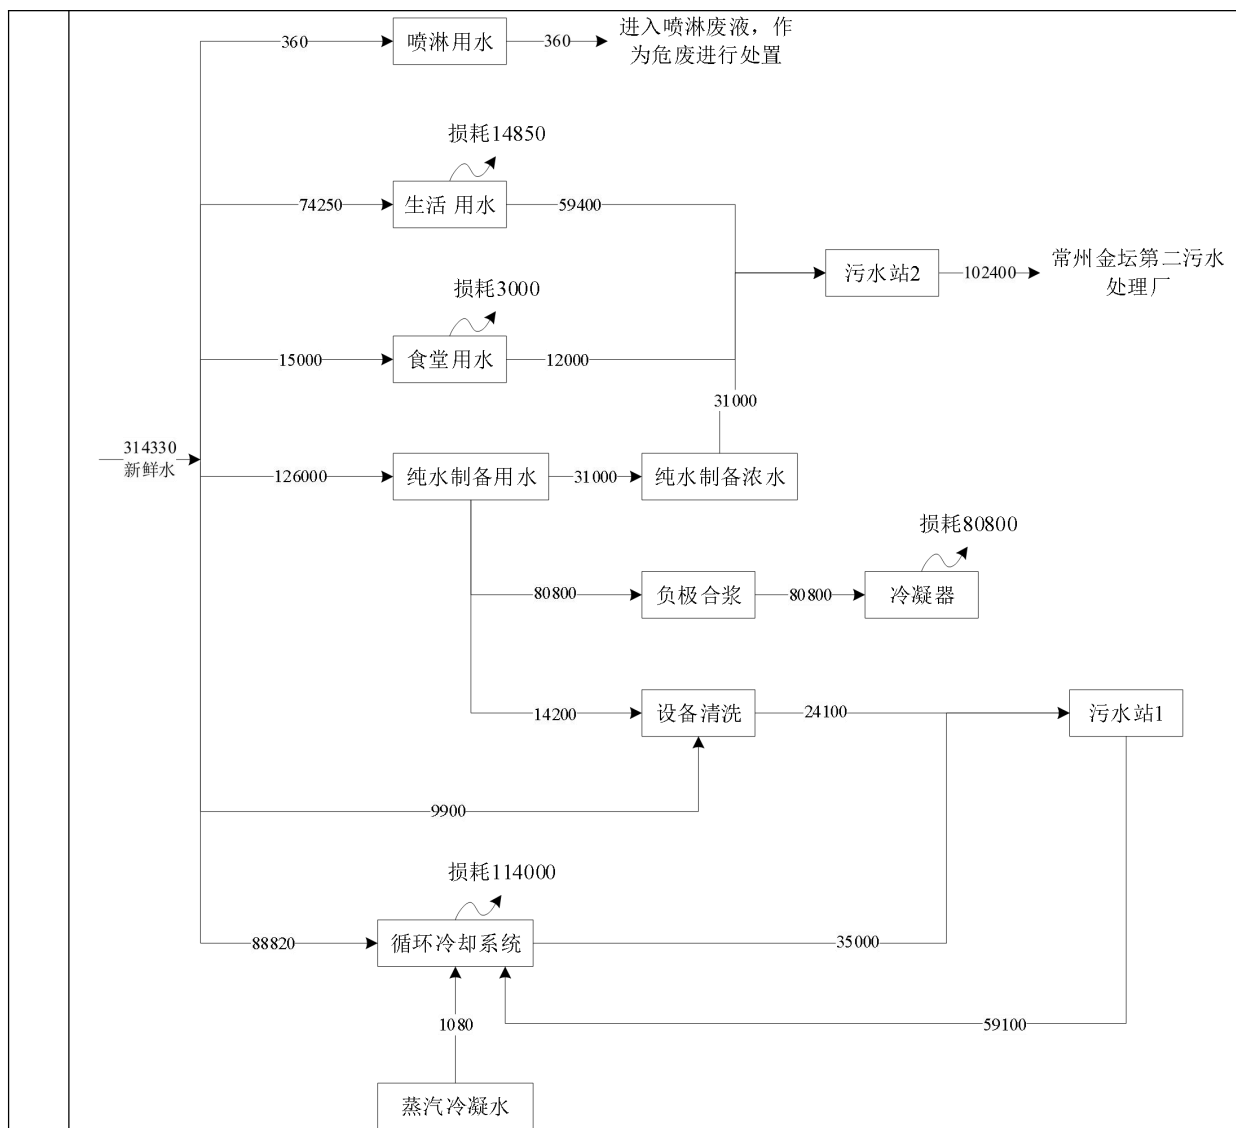 360
喷淋用水
360
进入喷淋废液，作
为危废进行处置
损耗14850
74250
生活 用水
59400
污水站2
102400
常州金坛第二污水
处理厂
损耗3000
15000
食堂用水
12000
31000
314330
新鲜水
126000
纯水制备用水
31000
纯水制备浓水
损耗80800
80800
负极合浆
80800
冷凝器
14200
设备清洗
24100
污水站1
9900
损耗114000
88820
循环冷却系统
35000
1080
59100
蒸汽冷凝水